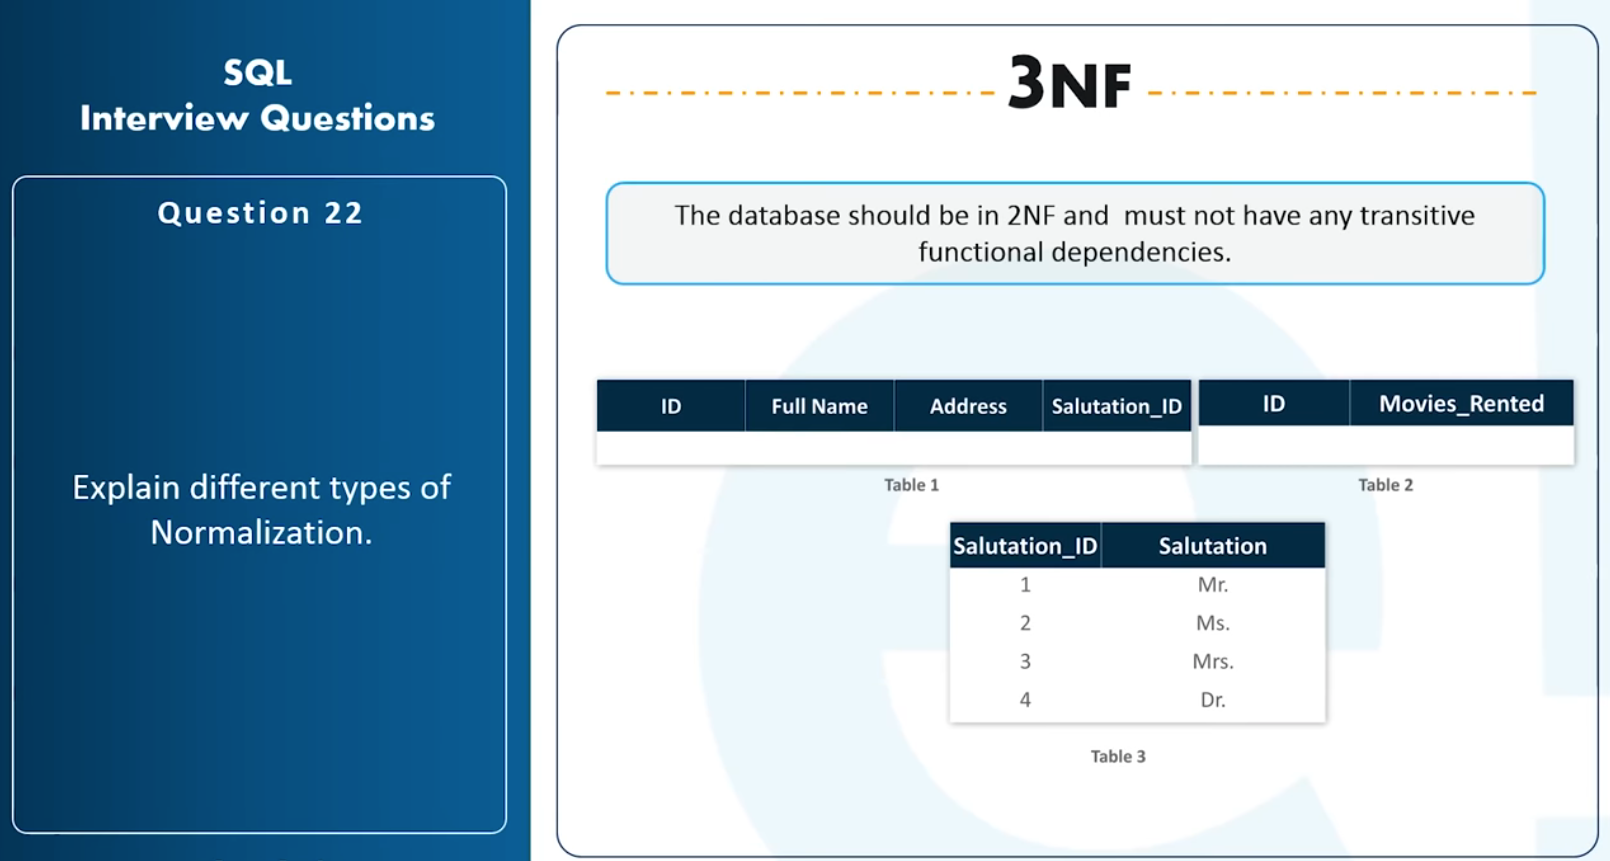 SQL
Interview Questions
Question 22
Explain different types of
Normalization.
3NF
The database should be in 2NF and  must not have any transitive
functional dependencies.
ID Full Name Address Salutation_ID
Table 1
ID Movies_Rented
Table 2
Salutation_ID Salutation
1 Mr.
2 Ms.
3 Mrs.
4 Dr.
Table 3